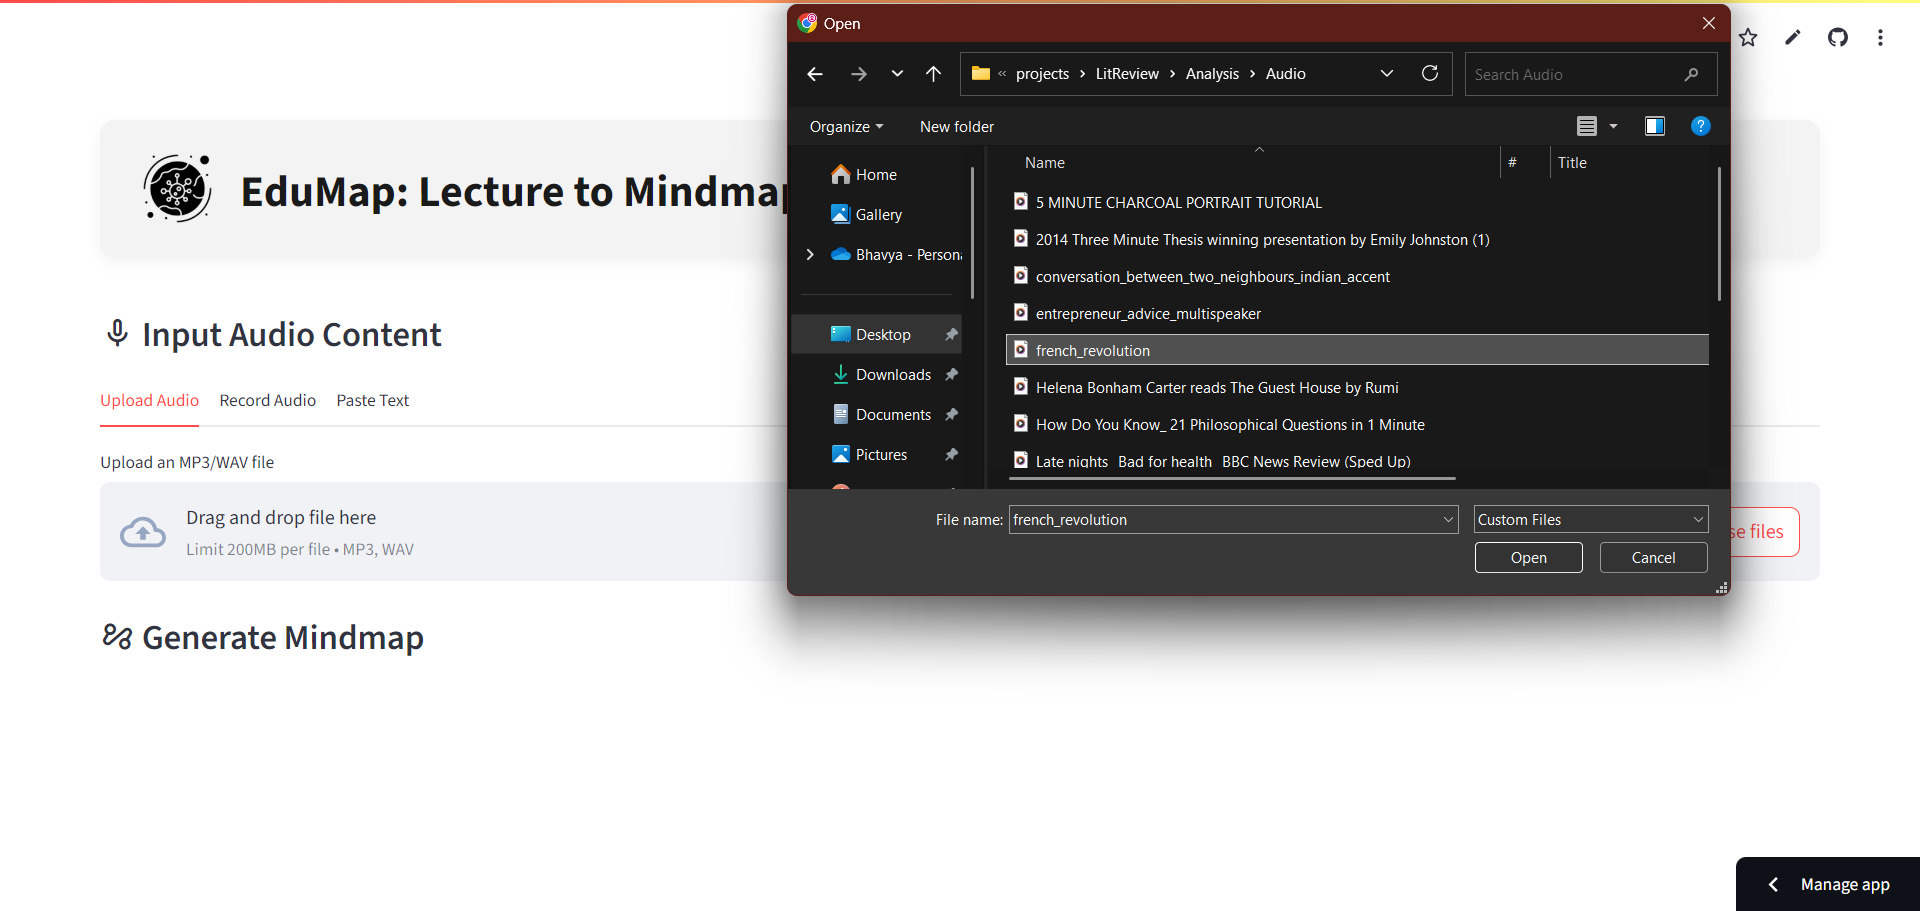 Open
projects › LitReview › Analysis › Audio
Search Audio
Organize
New folder
Home
Gallery
Bhavya - Persona
Desktop
Downloads
Documents
Pictures
Name
#
Title
5 MINUTE CHARCOAL PORTRAIT TUTORIAL
2014 Three Minute Thesis winning presentation by Emily Johnston (1)
conversation_between_two_neighbours_indian_accent
entrepreneur_advice_multispeaker
french_revolution
Helena Bonham Carter reads The Guest House by Rumi
How Do You Know_ 21 Philosophical Questions in 1 Minute
Late nights Bad for health BBC News Review (Sped Up)
File name: french_revolution
Custom Files
Open
Cancel
EduMap: Lecture to Mindmap
Input Audio Content
Upload Audio
Record Audio
Paste Text
Upload an MP3/WAV file
Drag and drop file here
Limit 200MB per file • MP3, WAV
se files
Generate Mindmap
Manage app